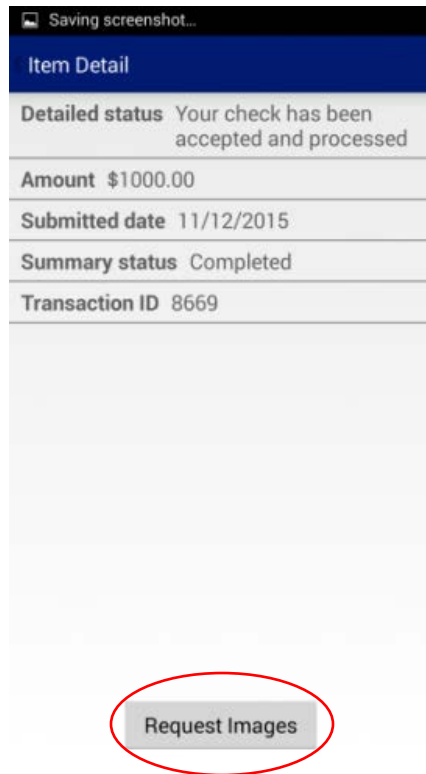 Saving screenshot...
Item Detail
Detailed status Your check has been
accepted and processed
Amount $1000.00
Submitted date 11/12/2015
Summary status Completed
Transaction ID 8669
Request Images